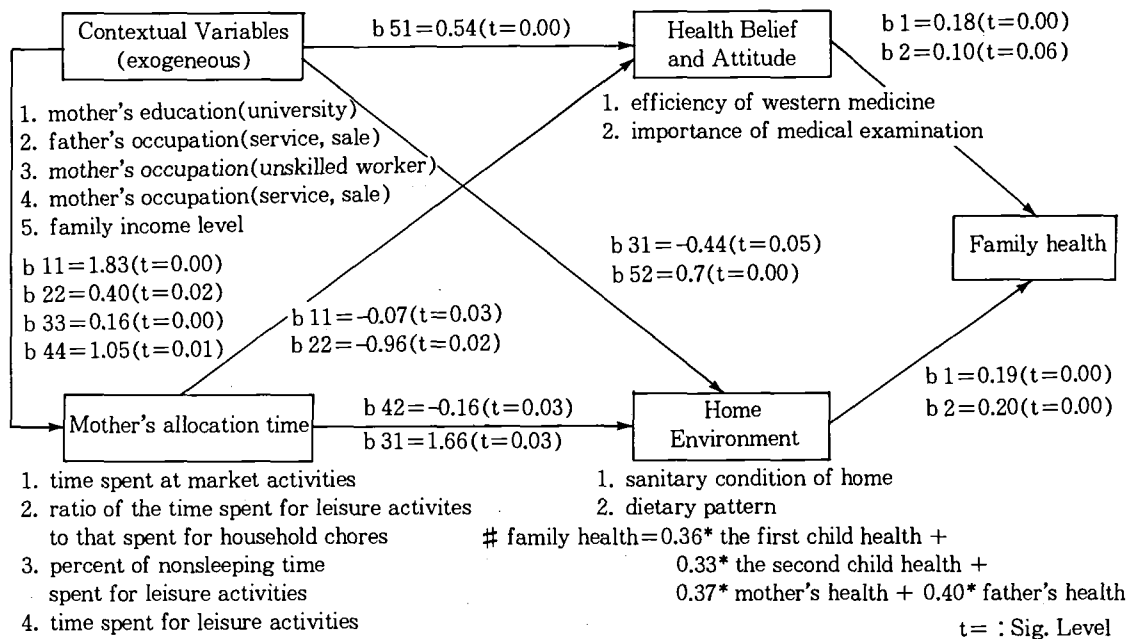 Contextual Variables
(exogeneous)
b 51=0.54(t=0.00)
Health Belief
and Attitude
b 1=0.18(t=0.00)
b 2=0.10(t=0.06)
1. mother's education(university)
2. father's occupation(service, sale)
3. mother's occupation(unskilled worker)
4. mother's occupation(service, sale)
5. family income level
1. efficiency of western medicine
2. importance of medical examination
b 11=1.83(t=0.00)
b 22=0.40(t=0.02)
b 33=0.16(t=0.00)
b 44=1.05(t=0.01)
b 11=-0.07(t=0.03)
b 22=-0.96(t=0.02)
b 31=-0.44(t=0.05)
b 52=0.7(t=0.00)
Family health
Mother's allocation time
b 42=-0.16(t=0.03)
b 31=1.66(t=0.03)
Home
Environment
b 1=0.19(t=0.00)
b 2=0.20(t=0.00)
1. time spent at market activities
2. ratio of the time spent for leisure activites
to that spent for household chores
3. percent of nonsleeping time
spent for leisure activities
4. time spent for leisure activities
1. sanitary condition of home
2. dietary pattern
# family health=0.36* the first child health +
0.33* the second child health +
0.37* mother's health + 0.40* father's health
t= : Sig. Level